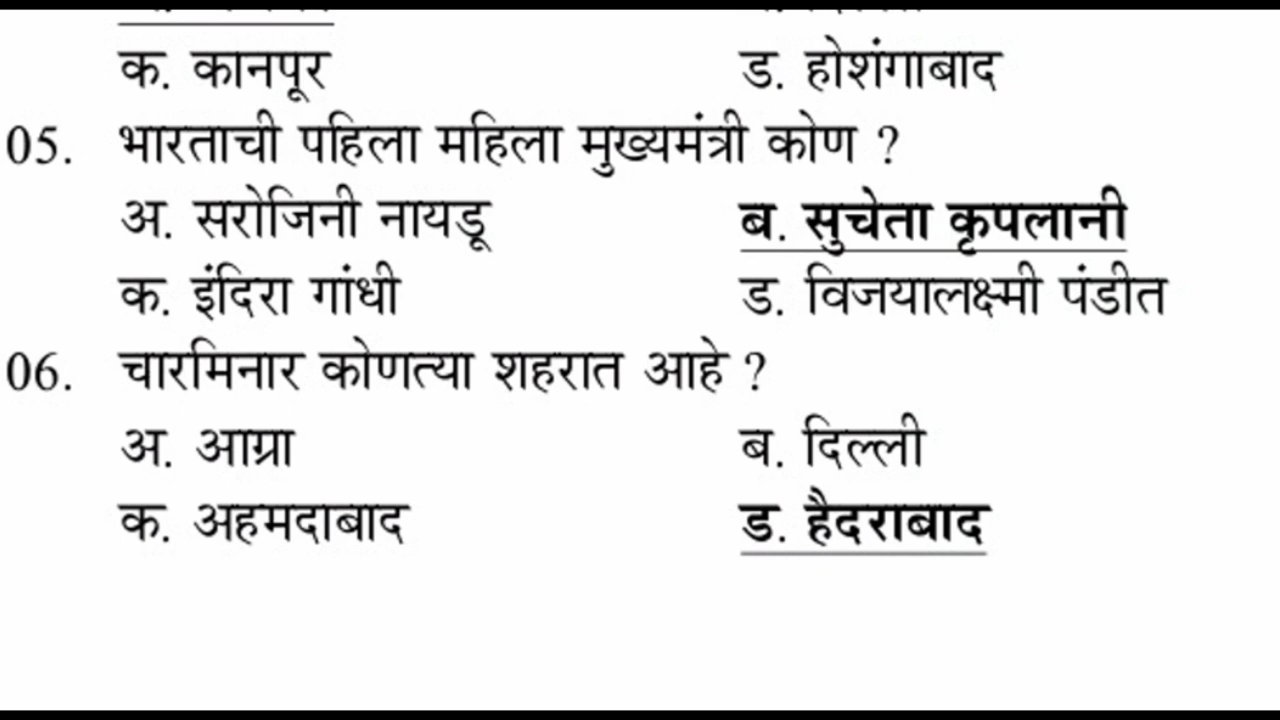 क. कानपूर ड. होशंगाबाद
05. भारताची पहिला महिला मुख्यमंत्री कोण ?
अ. सरोजिनी नायडू ब. सुचेता कृपलानी
क. इंदिरा गांधी ड. विजयालक्ष्मी पंडीत
06. चारमिनार कोणत्या शहरात आहे ?
अ. आग्रा ब. दिल्ली
क. अहमदाबाद ड. हैदराबाद